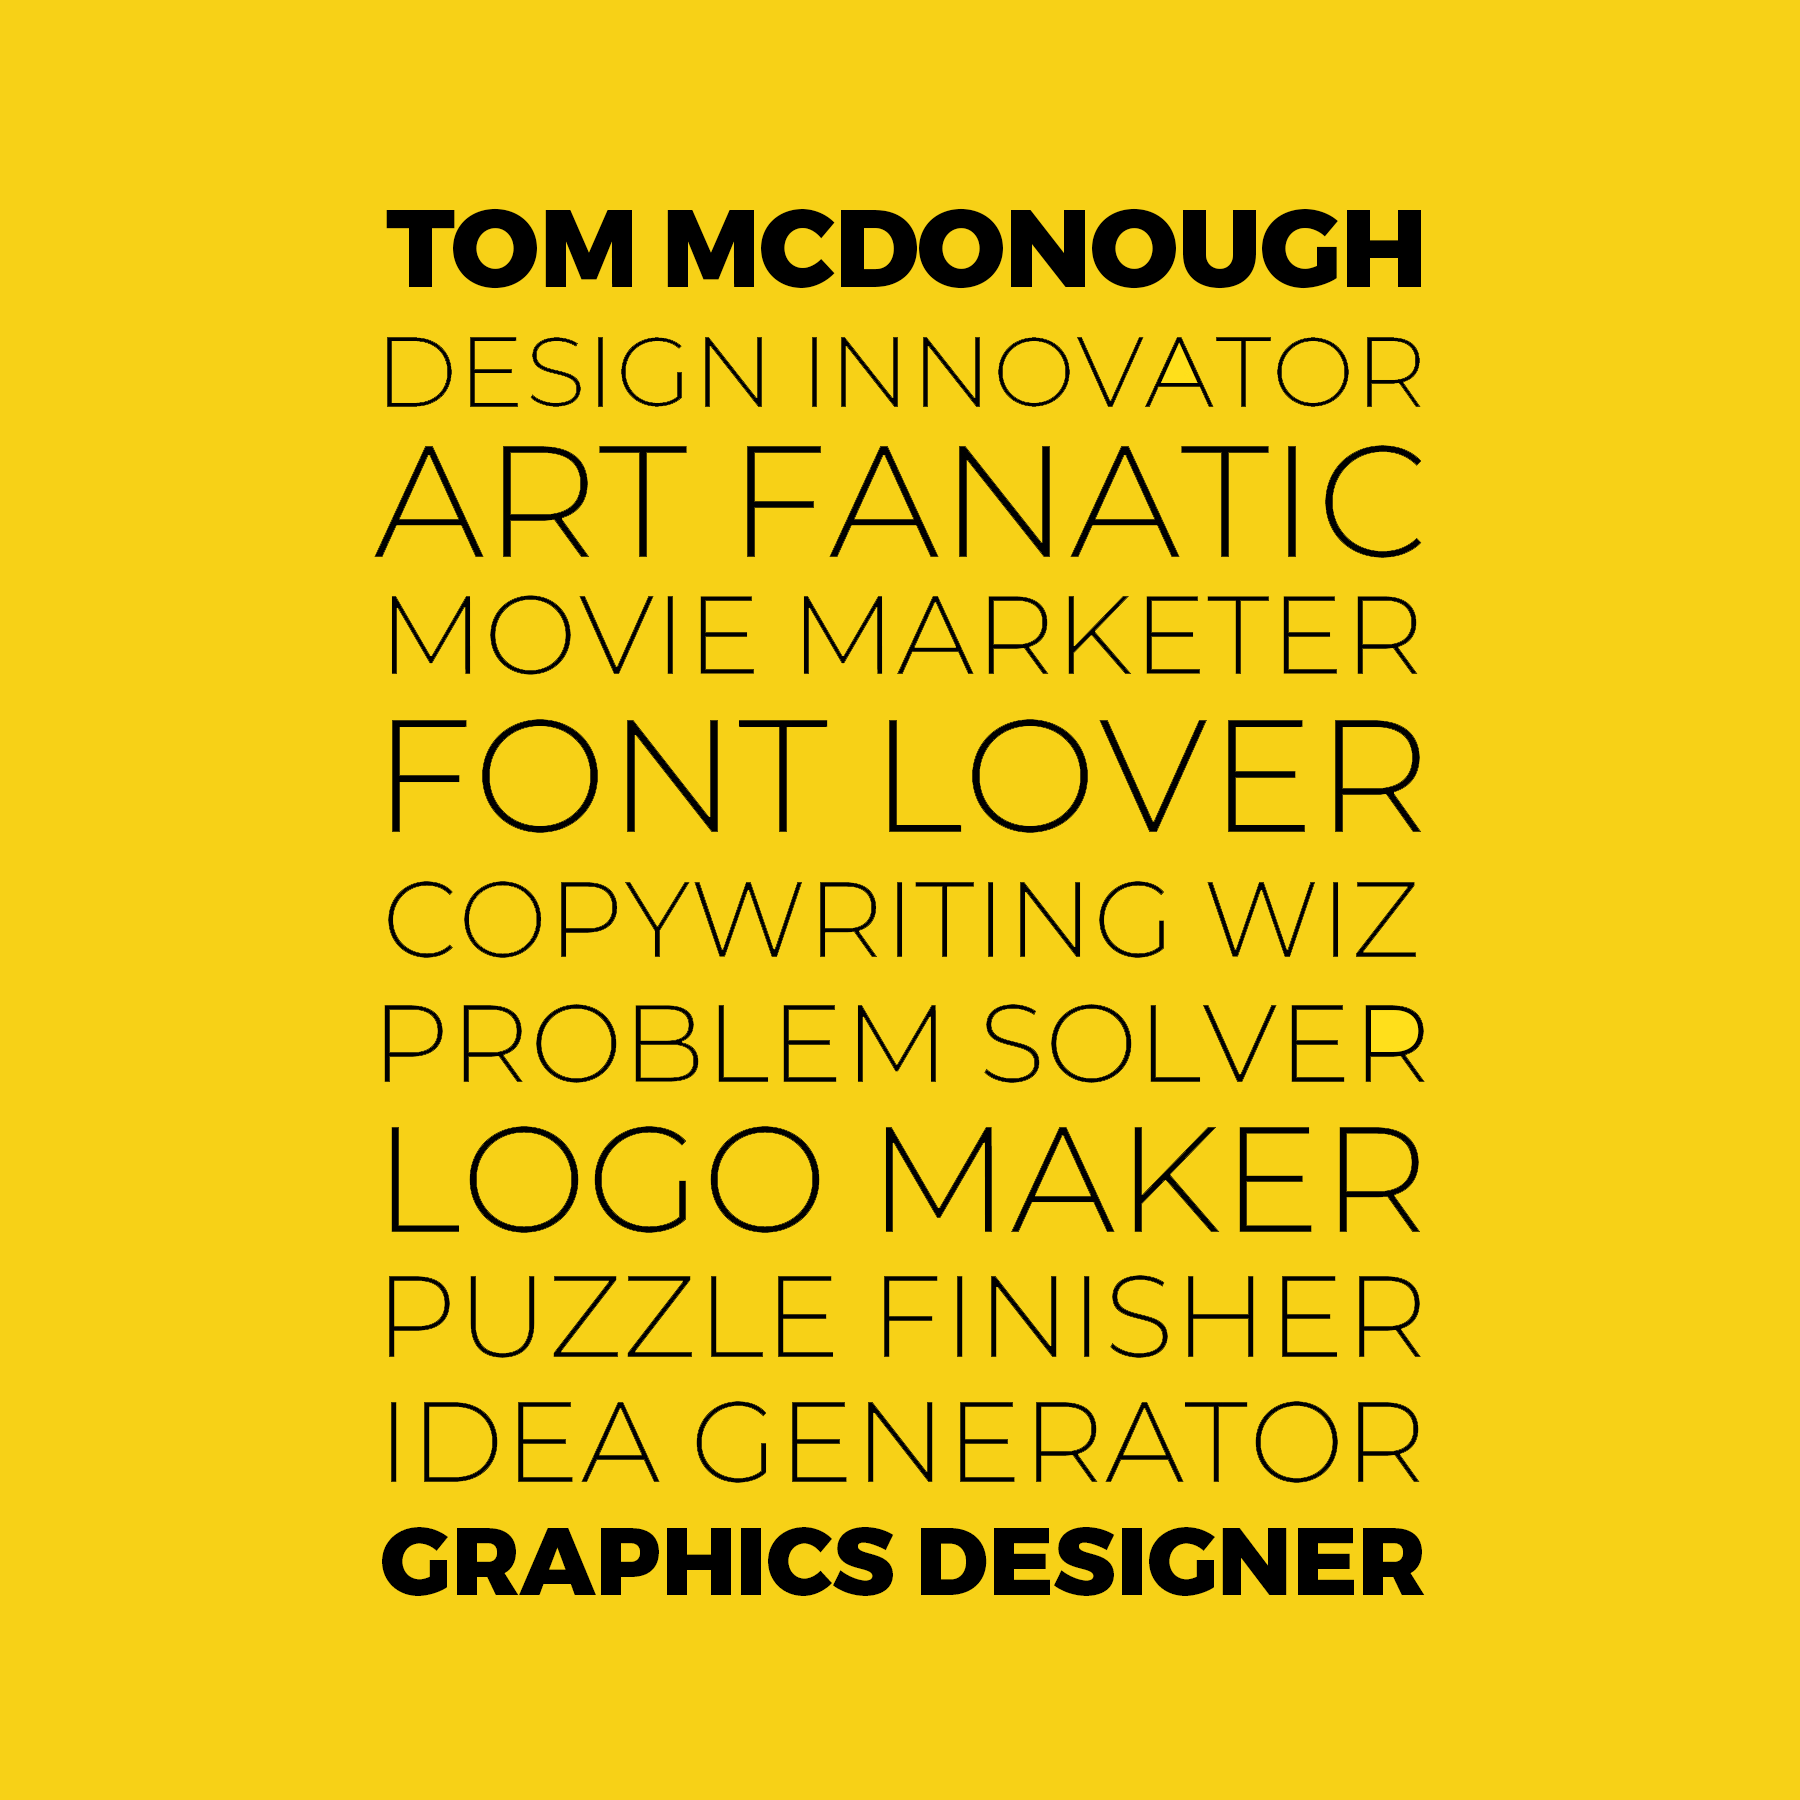 TOM MCDONOUGH
DESIGN INNOVATOR
ART FANATIC
MOVIE MARKETER
FONT LOVER
COPYWRITING WIZ
PROBLEM SOLVER
LOGO MAKER
PUZZLE FINISHER
IDEA GENERATOR
GRAPHICS DESIGNER